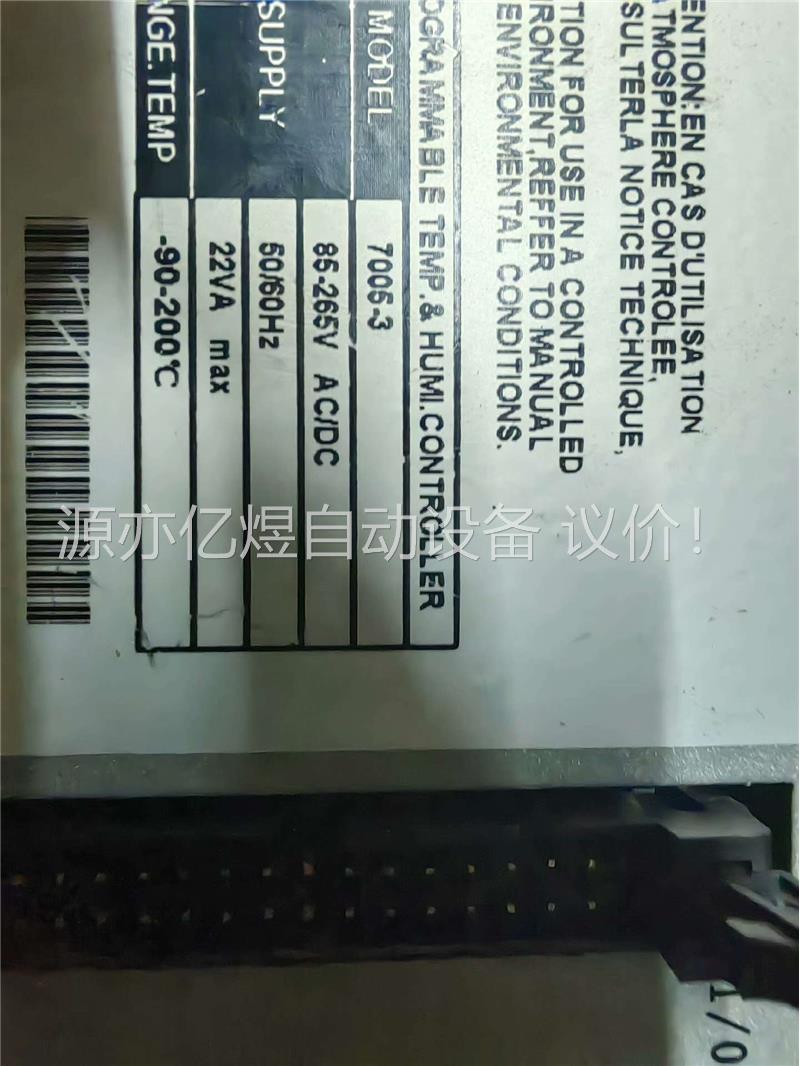 ENTION:EN CAS D'UTILISATION
ATMOSPHERE CONTROLEE,
SULTERLA NOTICE TECHNIQUE,
TION FOR USE IN A CONTROLLED
IRONMENT,REFFER TO MANUAL
ENVIRONMENTAL CONDITIONS.
OGRAMMABLE TEMP.& HUMI.CONTROLLER
MODEL 7005-3
85-265V AC/DC
SUPPLY 50/60Hz
22VA max
NGE.TEMP -90-200℃
源亦亿煜自动设备 议价！
I/O